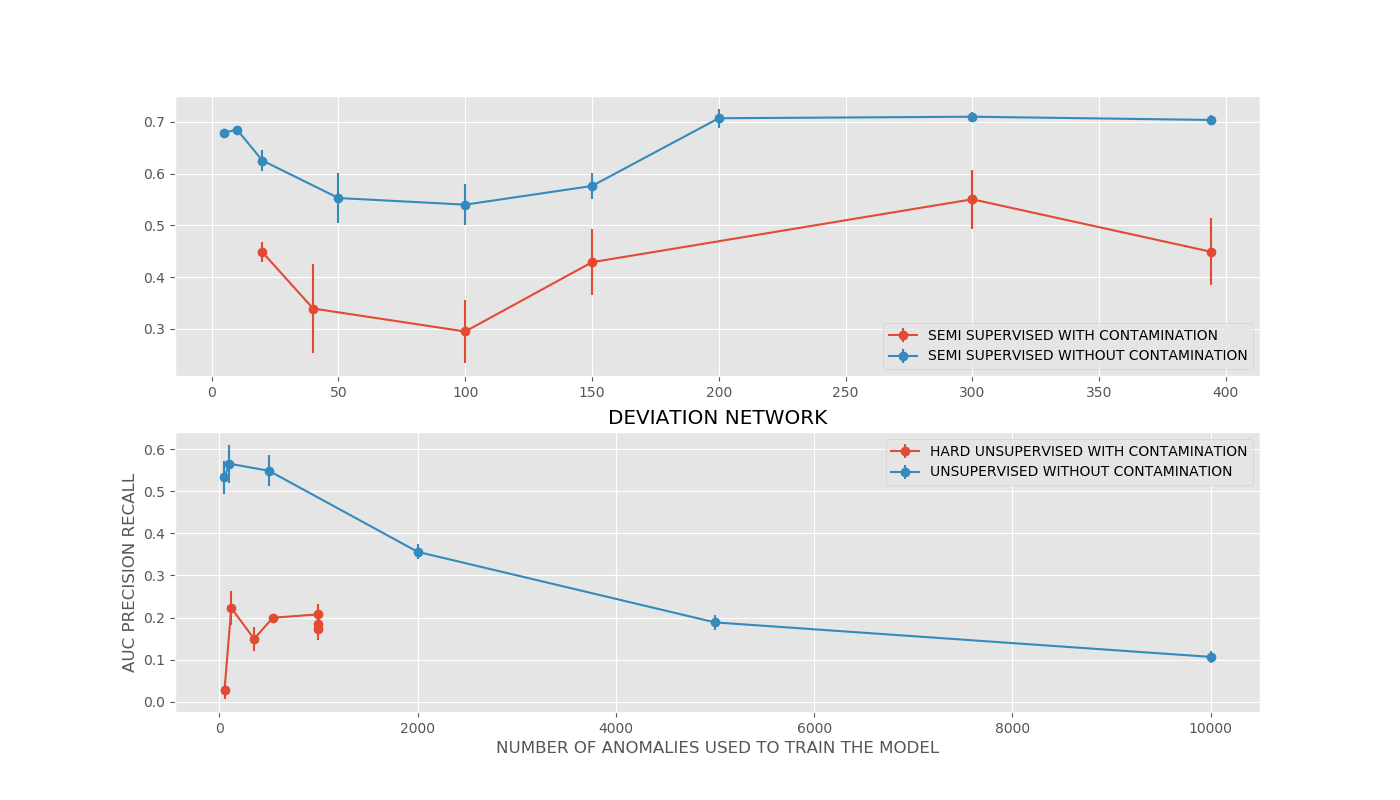 0.7
0.6
0.5
0.4
0.3
SEMI SUPERVISED WITH CONTAMINATION
SEMI SUPERVISED WITHOUT CONTAMINATION
0 50 100 150 200 250 300 350 400
DEVIATION NETWORK
AUC PRECISION RECALL
0.6
0.5
0.4
0.3
0.2
0.1
0.0
HARD UNSUPERVISED WITH CONTAMINATION
UNSUPERVISED WITHOUT CONTAMINATION
0 2000 4000 6000 8000 10000
NUMBER OF ANOMALIES USED TO TRAIN THE MODEL